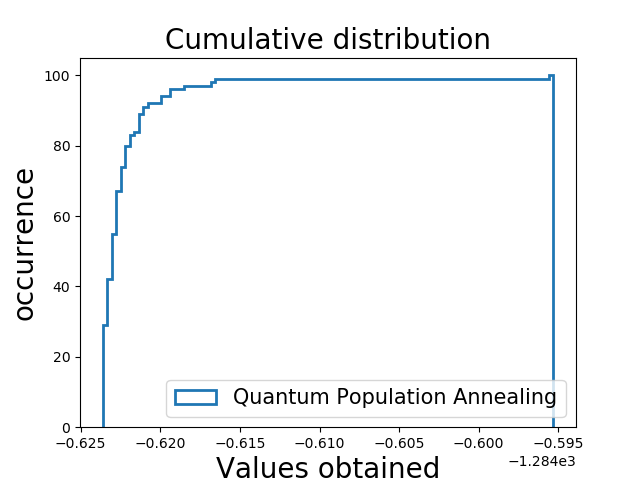 Cumulative distribution
occurrence
100
80
60
40
20
0
Quantum Population Annealing
−0.625 −0.620 −0.615 −0.610 −0.605 −0.600 −0.595
−1.284e3
Values obtained